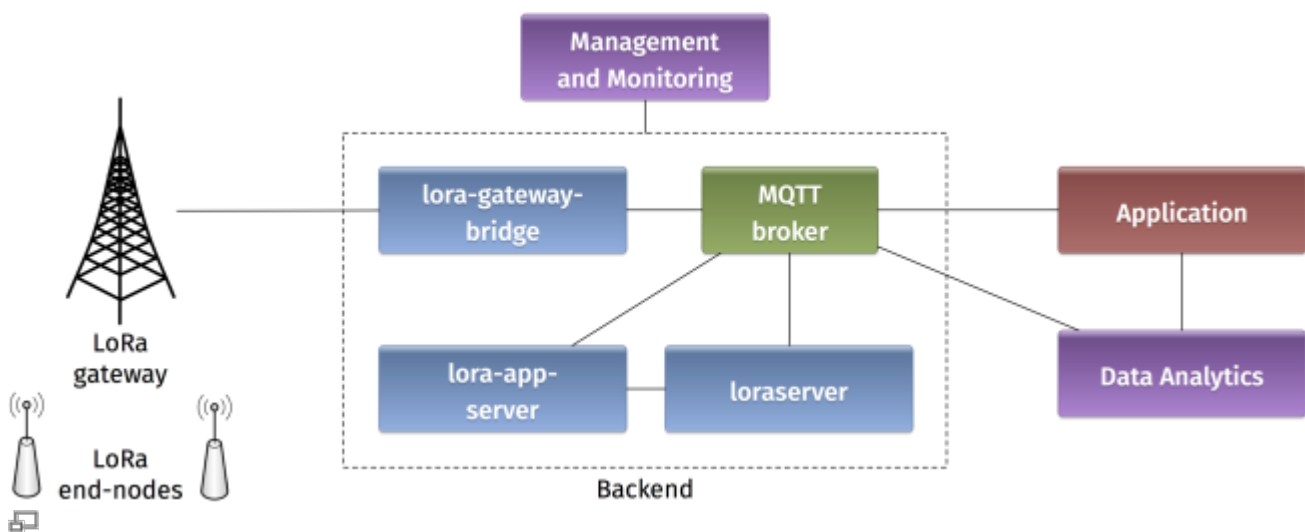 Management
and Monitoring
lora-gateway-
bridge
MQTT
broker
Application
LoRa
gateway
lora-app-
server
loraserver
Data Analytics
LoRa
end-nodes
Backend